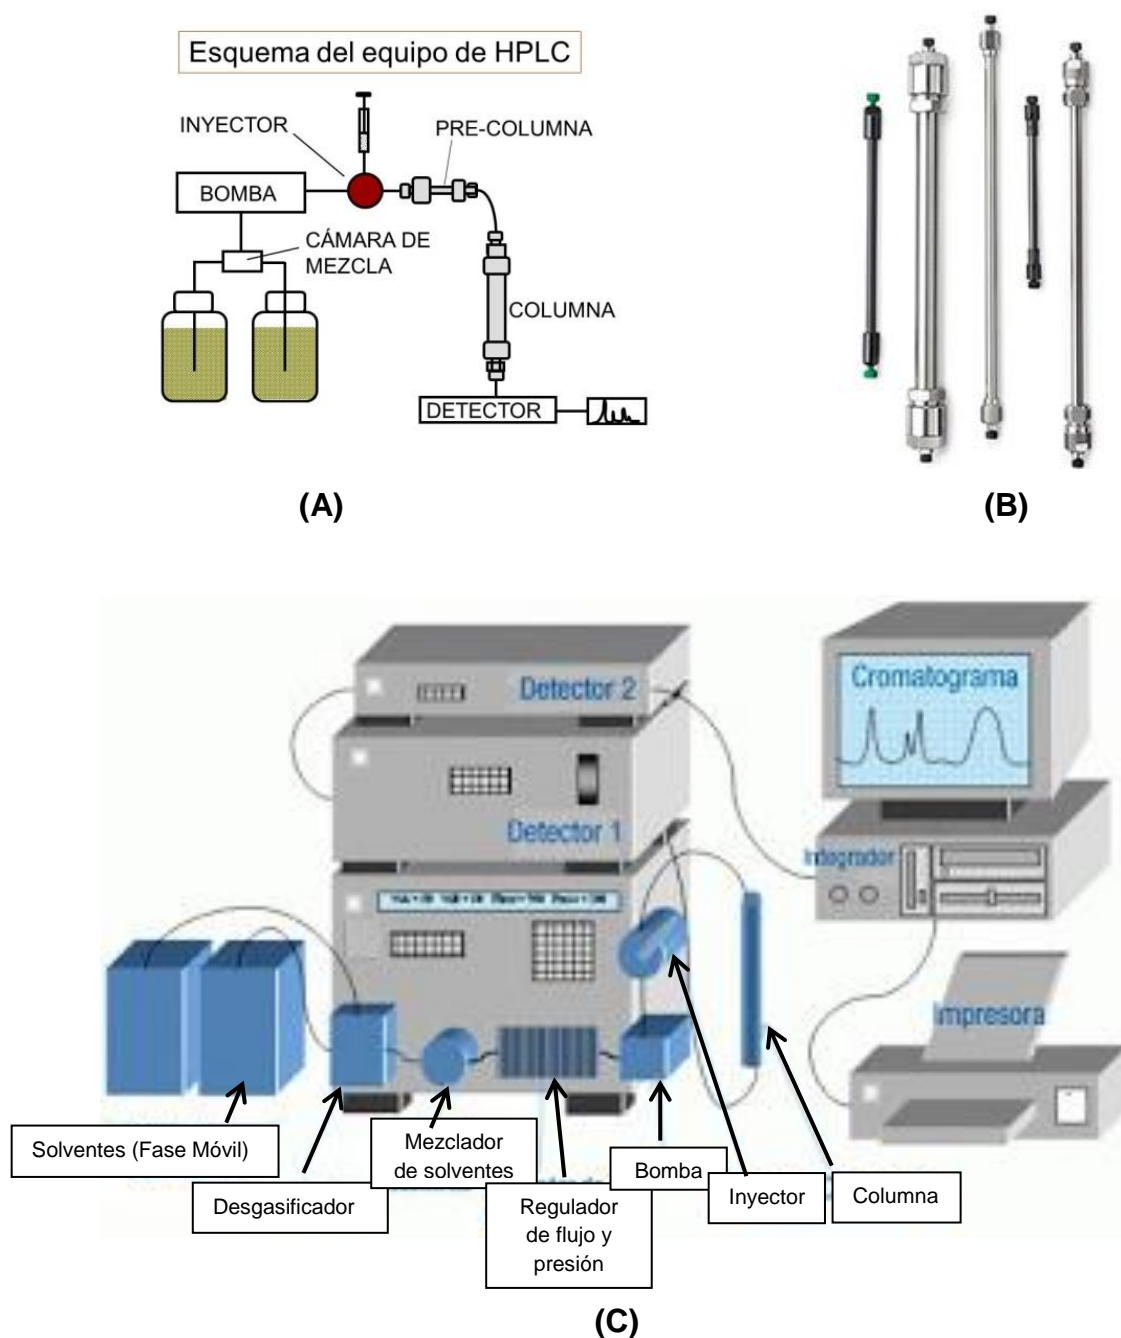 Esquema del equipo de HPLC
INYECTOR
PRE-COLUMNA
BOMBA
CÁMARA DE
MEZCLA
COLUMNA
DETECTOR
(A)
(B)
Detector 2
Cromatograma
Detector 1
Integrador
Impresora
Solventes (Fase Móvil)
Desgasificador
Mezclador
de solventes
Regulador
de flujo y
presión
Bomba
Inyector
Columna
(C)